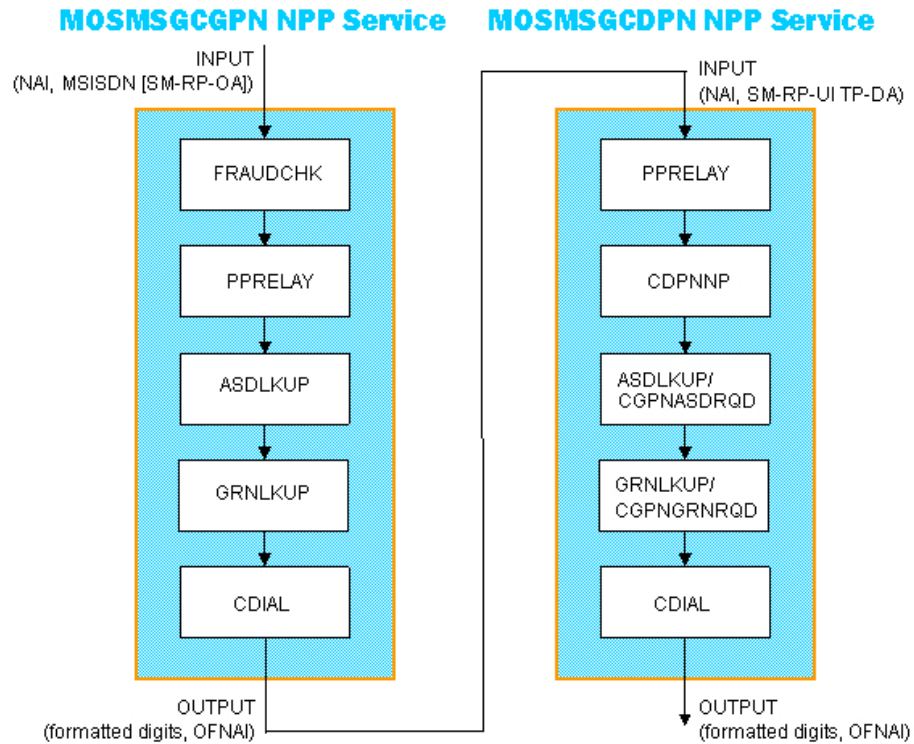 MOSMSGCGPN NPP Service
INPUT
(NAI, MSISDN [SM-RP-OA])
FRAUDCHK
PPRELAY
ASDLKUP
GRNLKUP
CDIAL
OUTPUT
(formatted digits, OFNAI)
MOSMSGCDPN NPP Service
INPUT
(NAI, SM-RP-UI TP-DA)
PPRELAY
CDPNNP
ASDLKUP/
CGPNASDRQD
GRNLKUP/
CGPNGRNRQD
CDIAL
OUTPUT
(formatted digits, OFNAI)